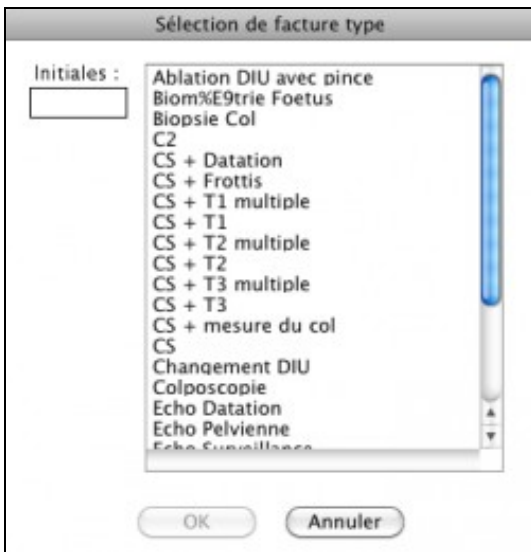 Sélection de facture type
Initiales :
Ablation DIU avec pince
Biom%E9trie Foetus
Biopsie Col
C2
CS + Datation
CS + Frottis
CS + T1 multiple
CS + T1
CS + T2 multiple
CS + T2
CS + T3 multiple
CS + T3
CS + mesure du col
CS
Changement DIU
Colposcopie
Echo Datation
Echo Pelvienne
Echo Surveillance
OK
Annuler